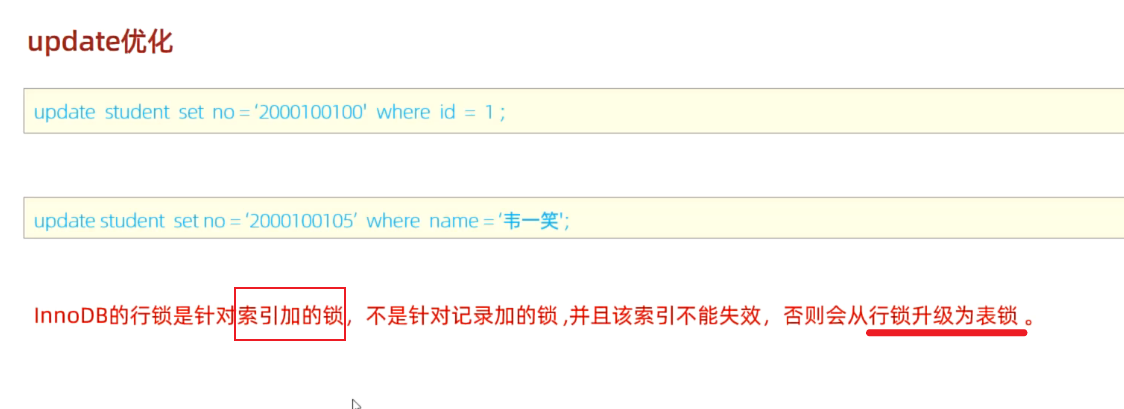 update优化
update student set no = ‘2000100100' where id = 1 ;
update student set no = ‘2000100105’ where name = ‘韦一笑';
InnoDB的行锁是针对索引加的锁，不是针对记录加的锁 ,并且该索引不能失效，否则会从行锁升级为表锁 。